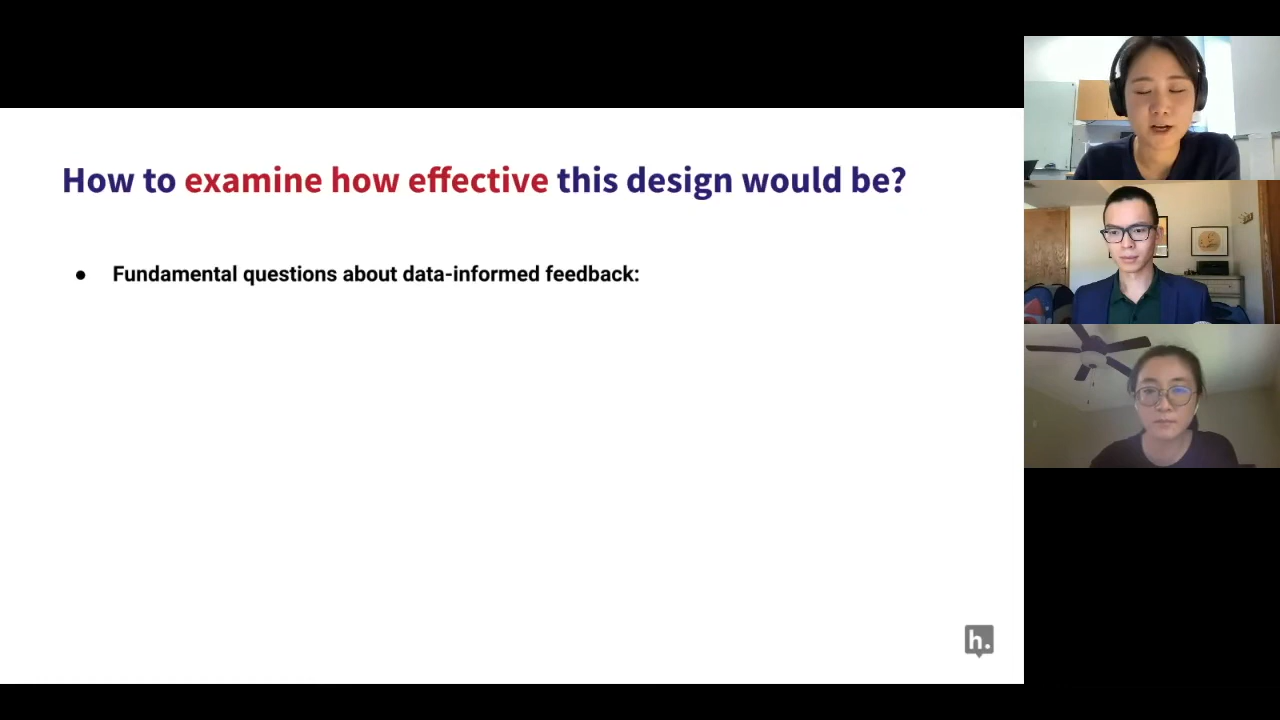 How to examine how effective this design would be?
● Fundamental questions about data-informed feedback:
h.